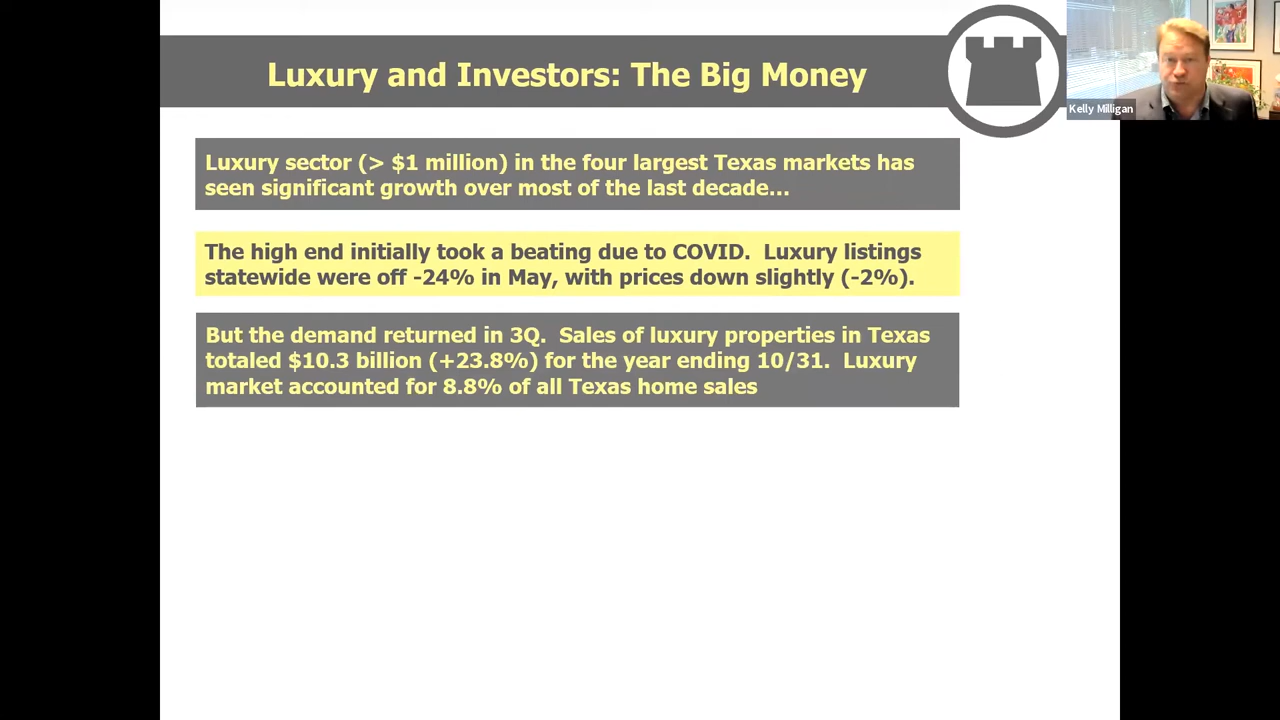 Luxury and Investors: The Big Money
Kelly Milligan
Luxury sector (> $1 million) in the four largest Texas markets has
seen significant growth over most of the last decade...
The high end initially took a beating due to COVID.  Luxury listings
statewide were off -24% in May, with prices down slightly (-2%).
But the demand returned in 3Q.  Sales of luxury properties in Texas
totaled $10.3 billion (+23.8%) for the year ending 10/31.  Luxury
market accounted for 8.8% of all Texas home sales